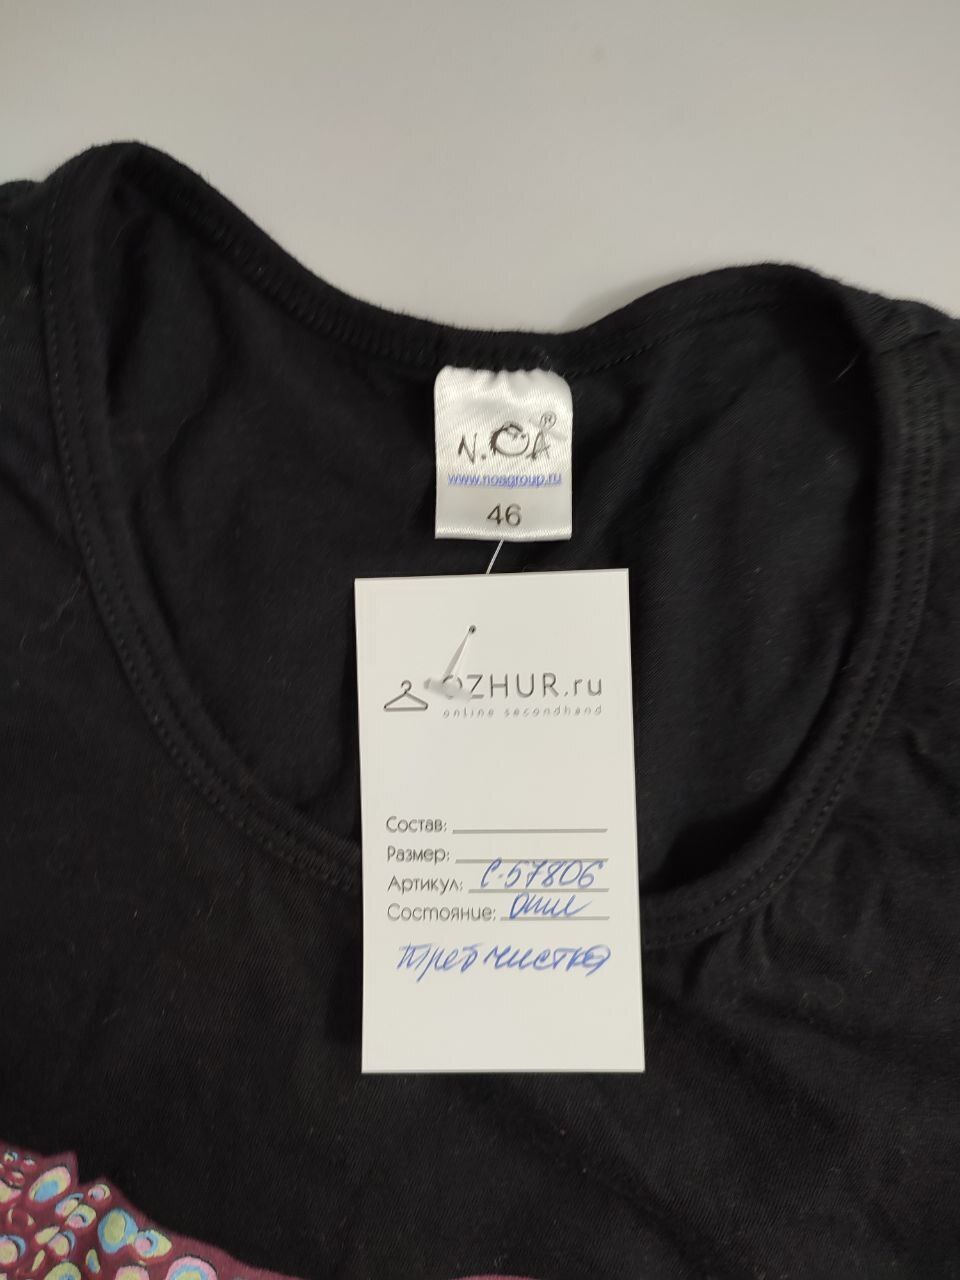 N.OA®
www.noagroup.ru
46
OZHUR.ru
online secondhand
Состав:
Размер:
Артикул: С-57806
Состояние: отл
треб чистка